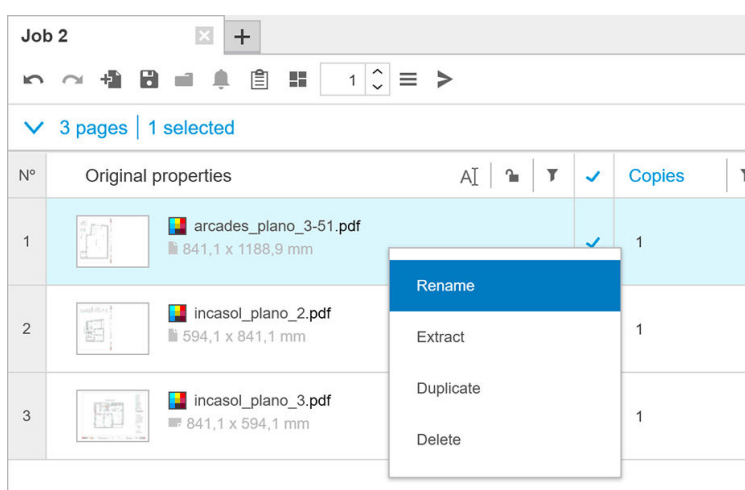 Job 2
1
3 pages | 1 selected
Nº Original properties Copies
1 arcades_plano_3-51.pdf 1
841,1 x 1188,9 mm
Rename
2 incasol_plano_2.pdf 1
594,1 x 841,1 mm
Extract
Duplicate
3 incasol_plano_3.pdf 1
841,1 x 594,1 mm
Delete